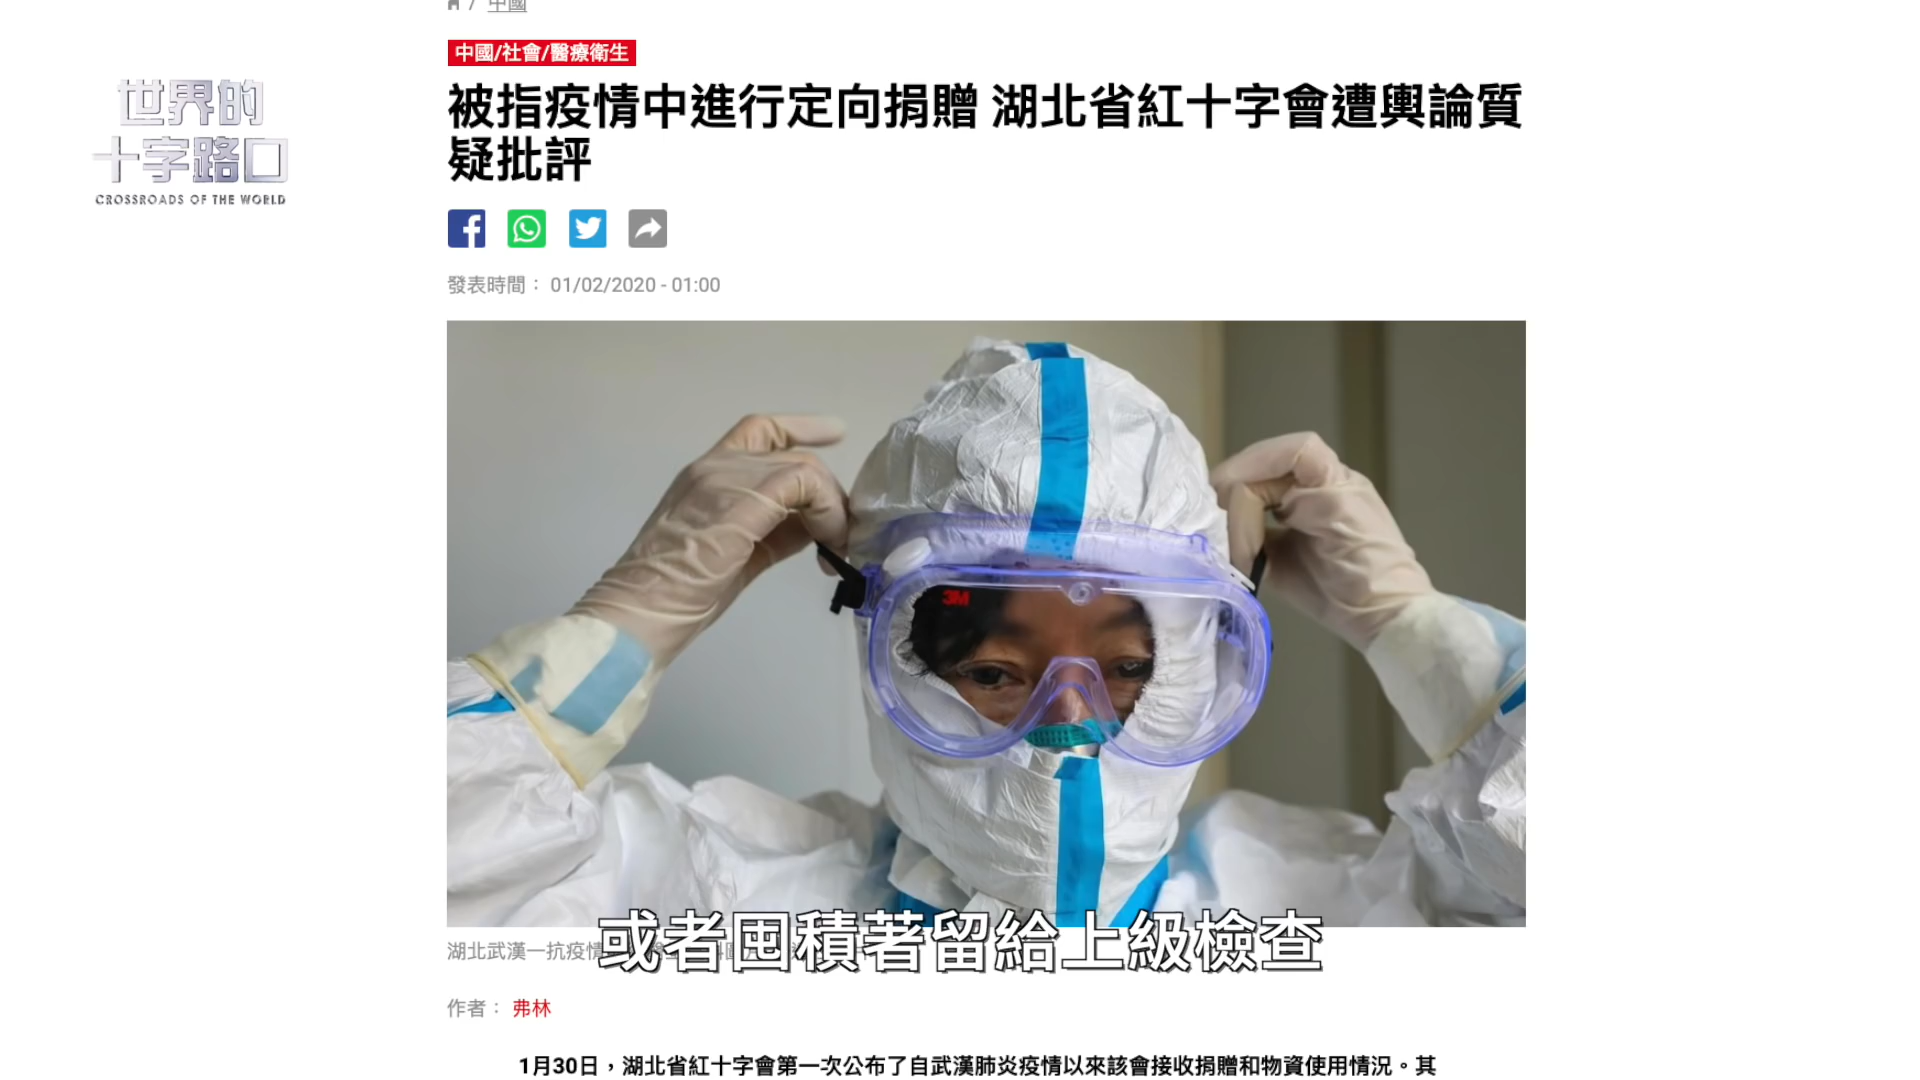 中國
中國/社會/醫療衛生
世界的
十字路口
CROSSROADS OF THE WORLD
被指疫情中進行定向捐贈 湖北省紅十字會遭輿論質
疑批評
發表時間： 01/02/2020 - 01:00
3M
湖北武漢一抗疫情
或者囤積著留給上級檢查
作者： 弗林
1月30日，湖北省紅十字會第一次公布了自武漢肺炎疫情以來該會接收捐贈和物資使用情況。其